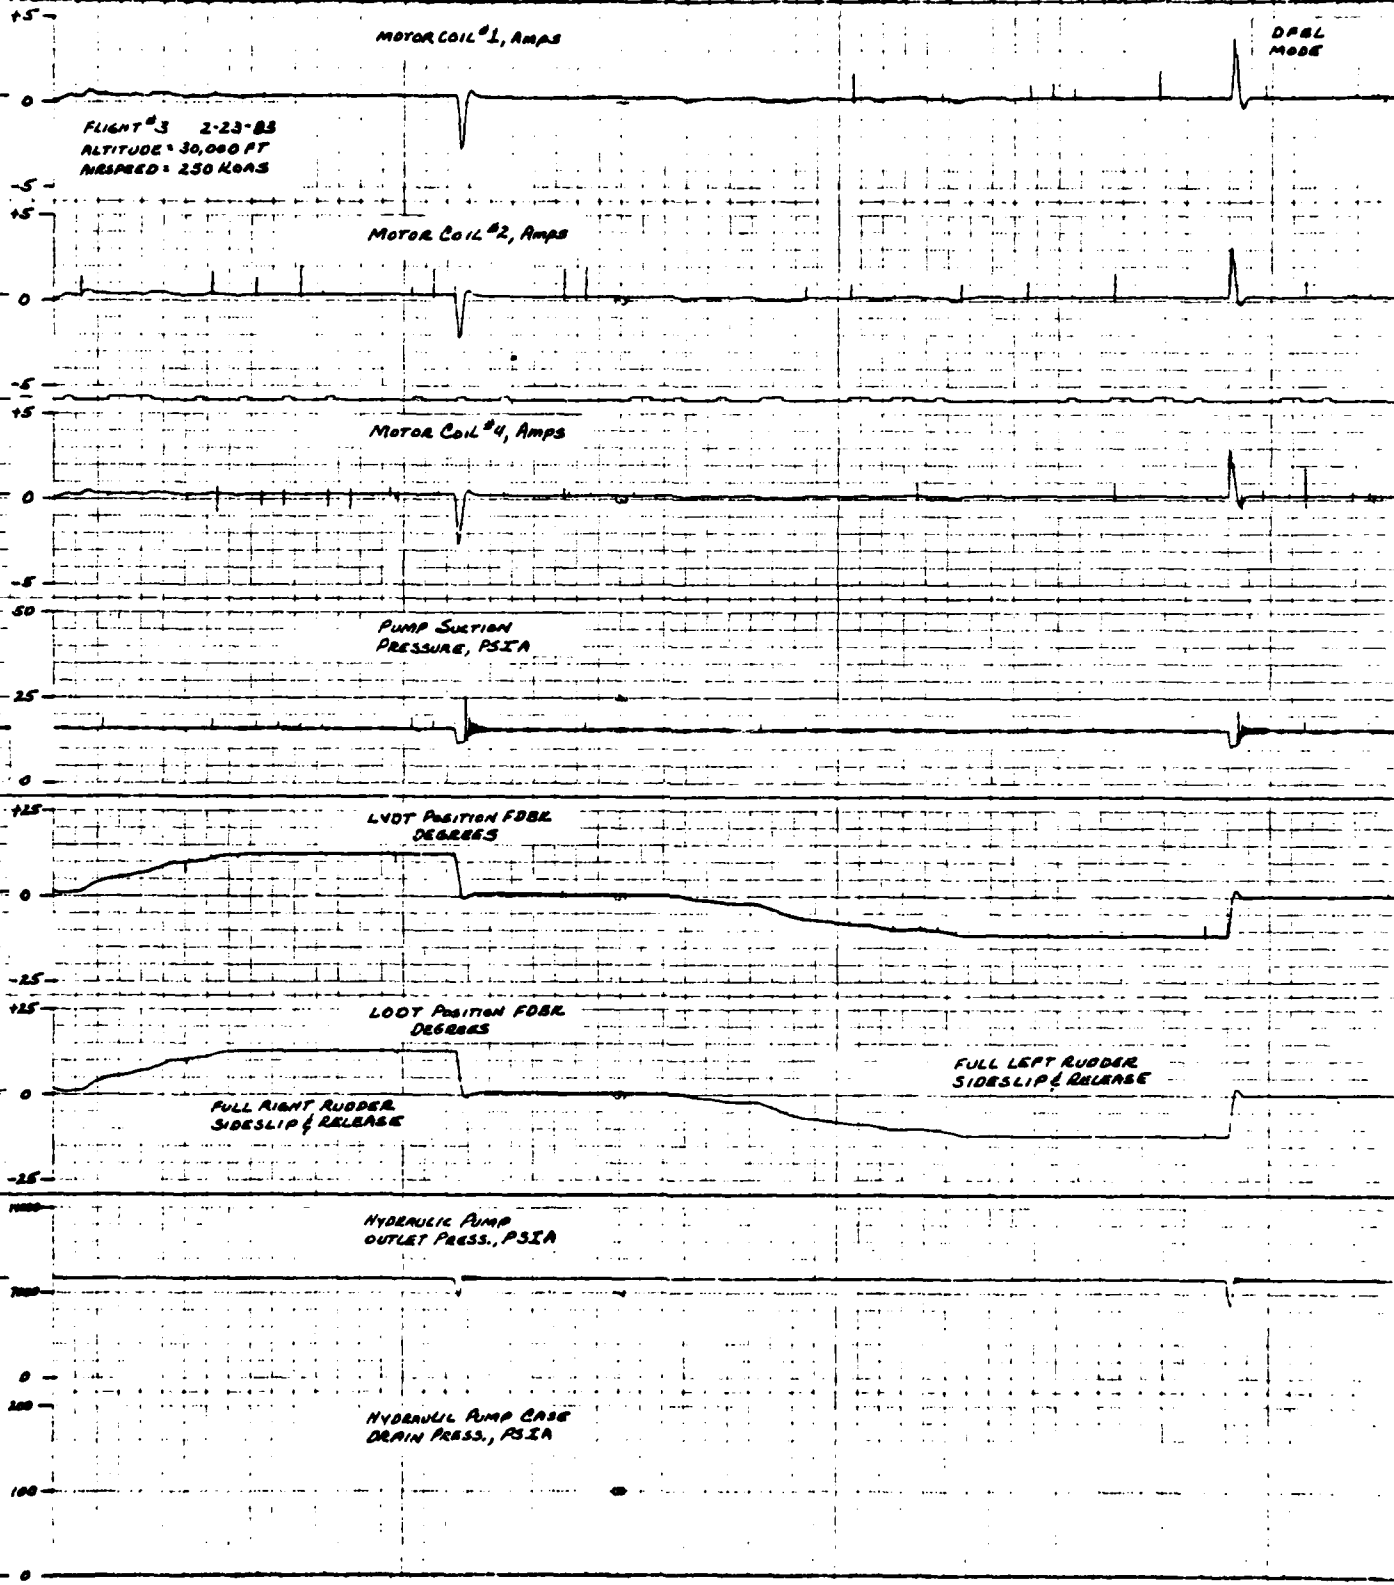 +5
MOTOR COIL #1, AMPS
DFBL
MODE
0
FLIGHT #3 2-23-83
ALTITUDE = 30,000 FT
AIRSPEED = 250 KOAS
-5
+5
MOTOR COIL #2, AMPS
0
-5
+5
MOTOR COIL #4, AMPS
0
-5
50
PUMP SUCTION
PRESSURE, PSIA
25
0
+25
LVDT POSITION FDBK
DEGREES
0
-25
+25
LDDT POSITION FDBK
DEGREES
FULL LEFT RUDDER
SIDESLIP & RELEASE
0
FULL RIGHT RUDDER
SIDESLIP & RELEASE
-25
HYDRAULIC PUMP
OUTLET PRESS., PSIA
0
200
HYDRAULIC PUMP CASE
DRAIN PRESS., PSIA
100
0